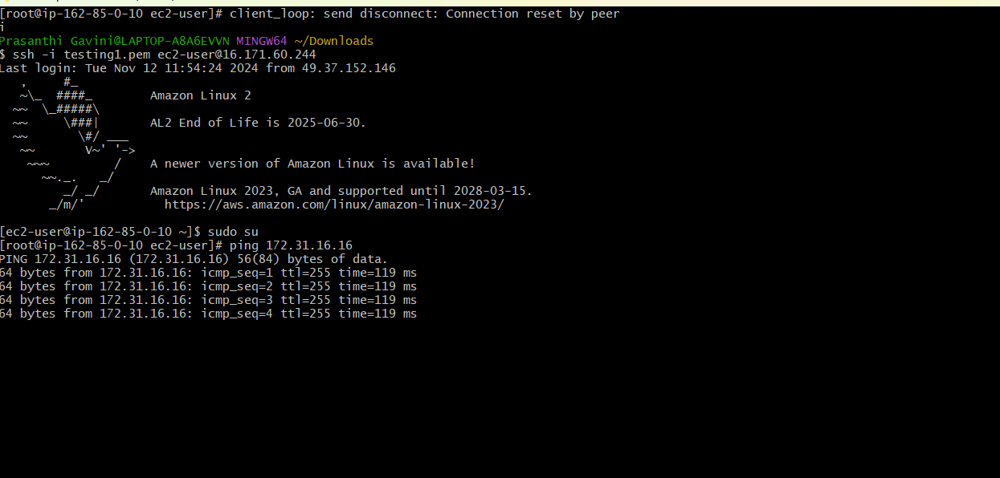 [root@ip-162-85-0-10 ec2-user]# client_loop: send disconnect: Connection reset by peer
i
Prasanthi Gavini@LAPTOP-A8A6EVVN MINGW64 ~/Downloads
$ ssh -i testing1.pem ec2-user@16.171.60.244
Last login: Tue Nov 12 11:54:24 2024 from 49.37.152.146
   ,     #_
   ~\_  ####_        Amazon Linux 2
  ~~  \_#####\
  ~~     \###|       AL2 End of Life is 2025-06-30.
  ~~       \#/ ___
   ~~       V~' '->
    ~~~         /    A newer version of Amazon Linux is available!
      ~~._.   _/
         _/ _/       Amazon Linux 2023, GA and supported until 2028-03-15.
       _/m/'           https://aws.amazon.com/linux/amazon-linux-2023/
[ec2-user@ip-162-85-0-10 ~]$ sudo su
[root@ip-162-85-0-10 ec2-user]# ping 172.31.16.16
PING 172.31.16.16 (172.31.16.16) 56(84) bytes of data.
64 bytes from 172.31.16.16: icmp_seq=1 ttl=255 time=119 ms
64 bytes from 172.31.16.16: icmp_seq=2 ttl=255 time=119 ms
64 bytes from 172.31.16.16: icmp_seq=3 ttl=255 time=119 ms
64 bytes from 172.31.16.16: icmp_seq=4 ttl=255 time=119 ms